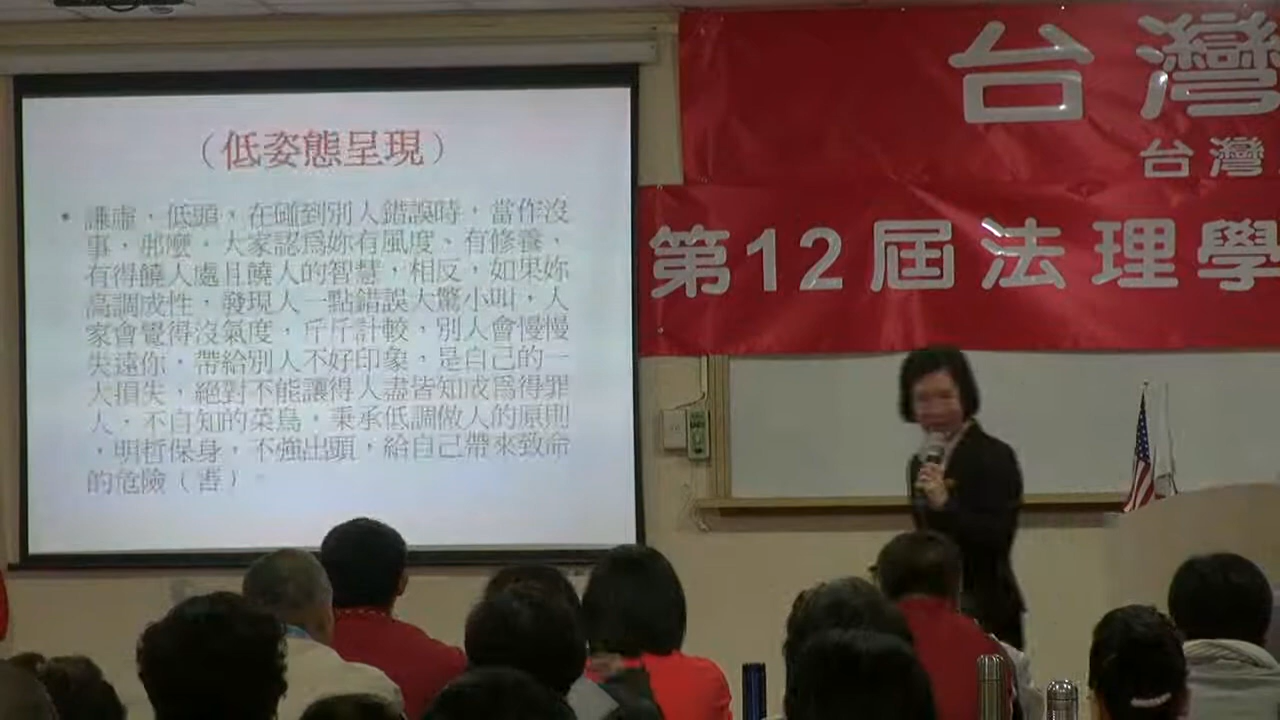 （低姿態呈現）
• 謙虛，低頭，在碰到別人錯誤時，當作沒
事，那麼，大家認爲妳有風度、有修養、
有得饒人處且饒人的智慧，相反，如果妳
高調成性，發現人一點錯誤大驚小叫，人
家會覺得沒氣度，斤斤計較，別人會慢慢
失遠你，帶給別人不好印象，是自己的一
大損失，絕對不能讓得人盡皆知或爲得罪
人，不自知的菜鳥，秉承低調做人的原則
，明哲保身，不強出頭，給自己帶來致命
的危險（善）
台灣
台灣
第12屆法理學